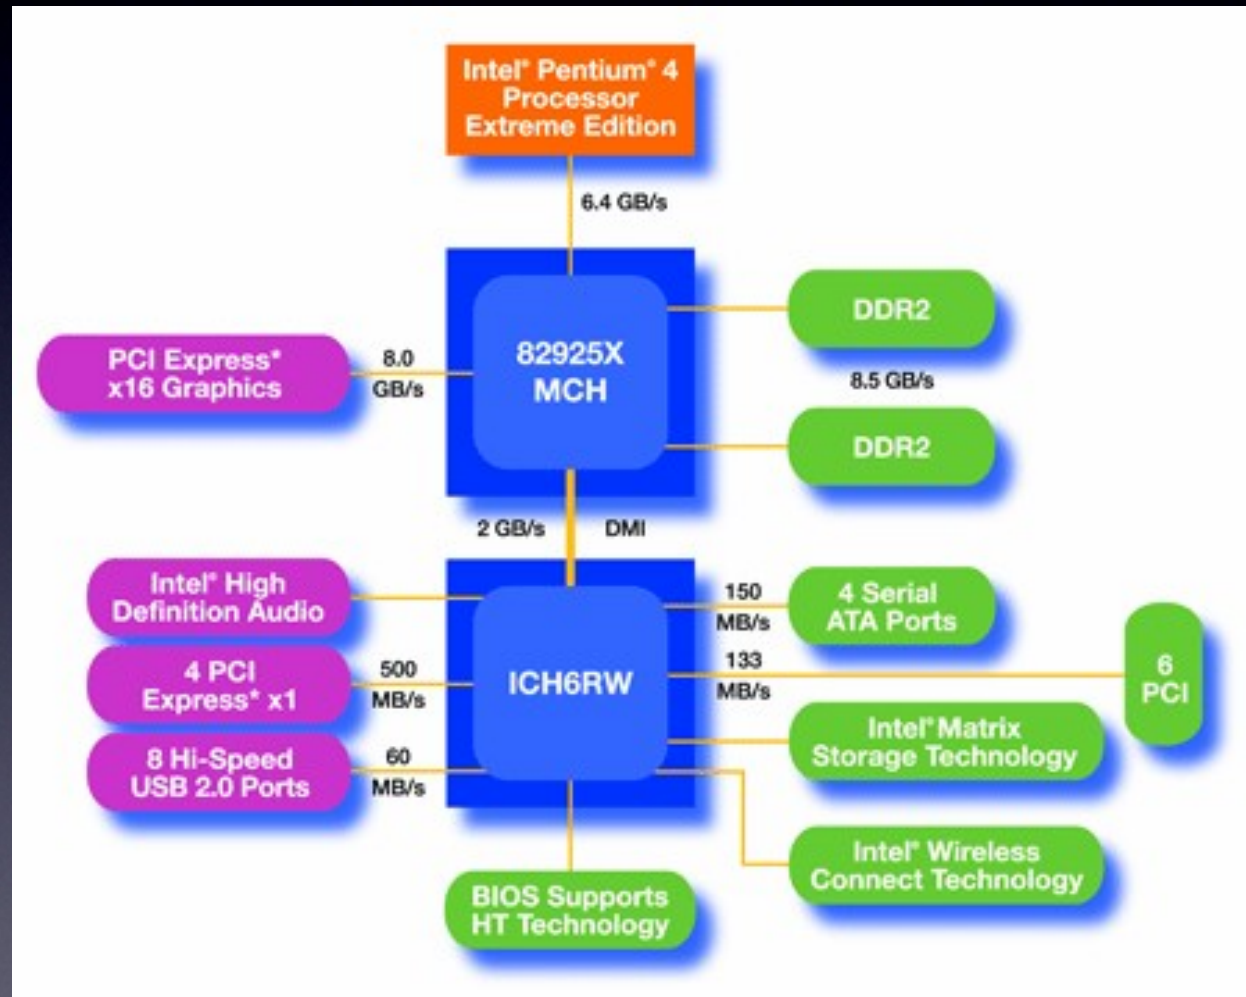 Intel® Pentium® 4
Processor
Extreme Edition
6.4 GB/s
82925X
MCH
PCI Express*
x16 Graphics
8.0
GB/s
DDR2
8.5 GB/s
DDR2
2 GB/s
DMI
ICH6RW
Intel® High
Definition Audio
4 PCI
Express* x1
500
MB/s
8 Hi-Speed
USB 2.0 Ports
60
MB/s
150
MB/s
4 Serial
ATA Ports
133
MB/s
6
PCI
Intel® Matrix
Storage Technology
Intel® Wireless
Connect Technology
BIOS Supports
HT Technology